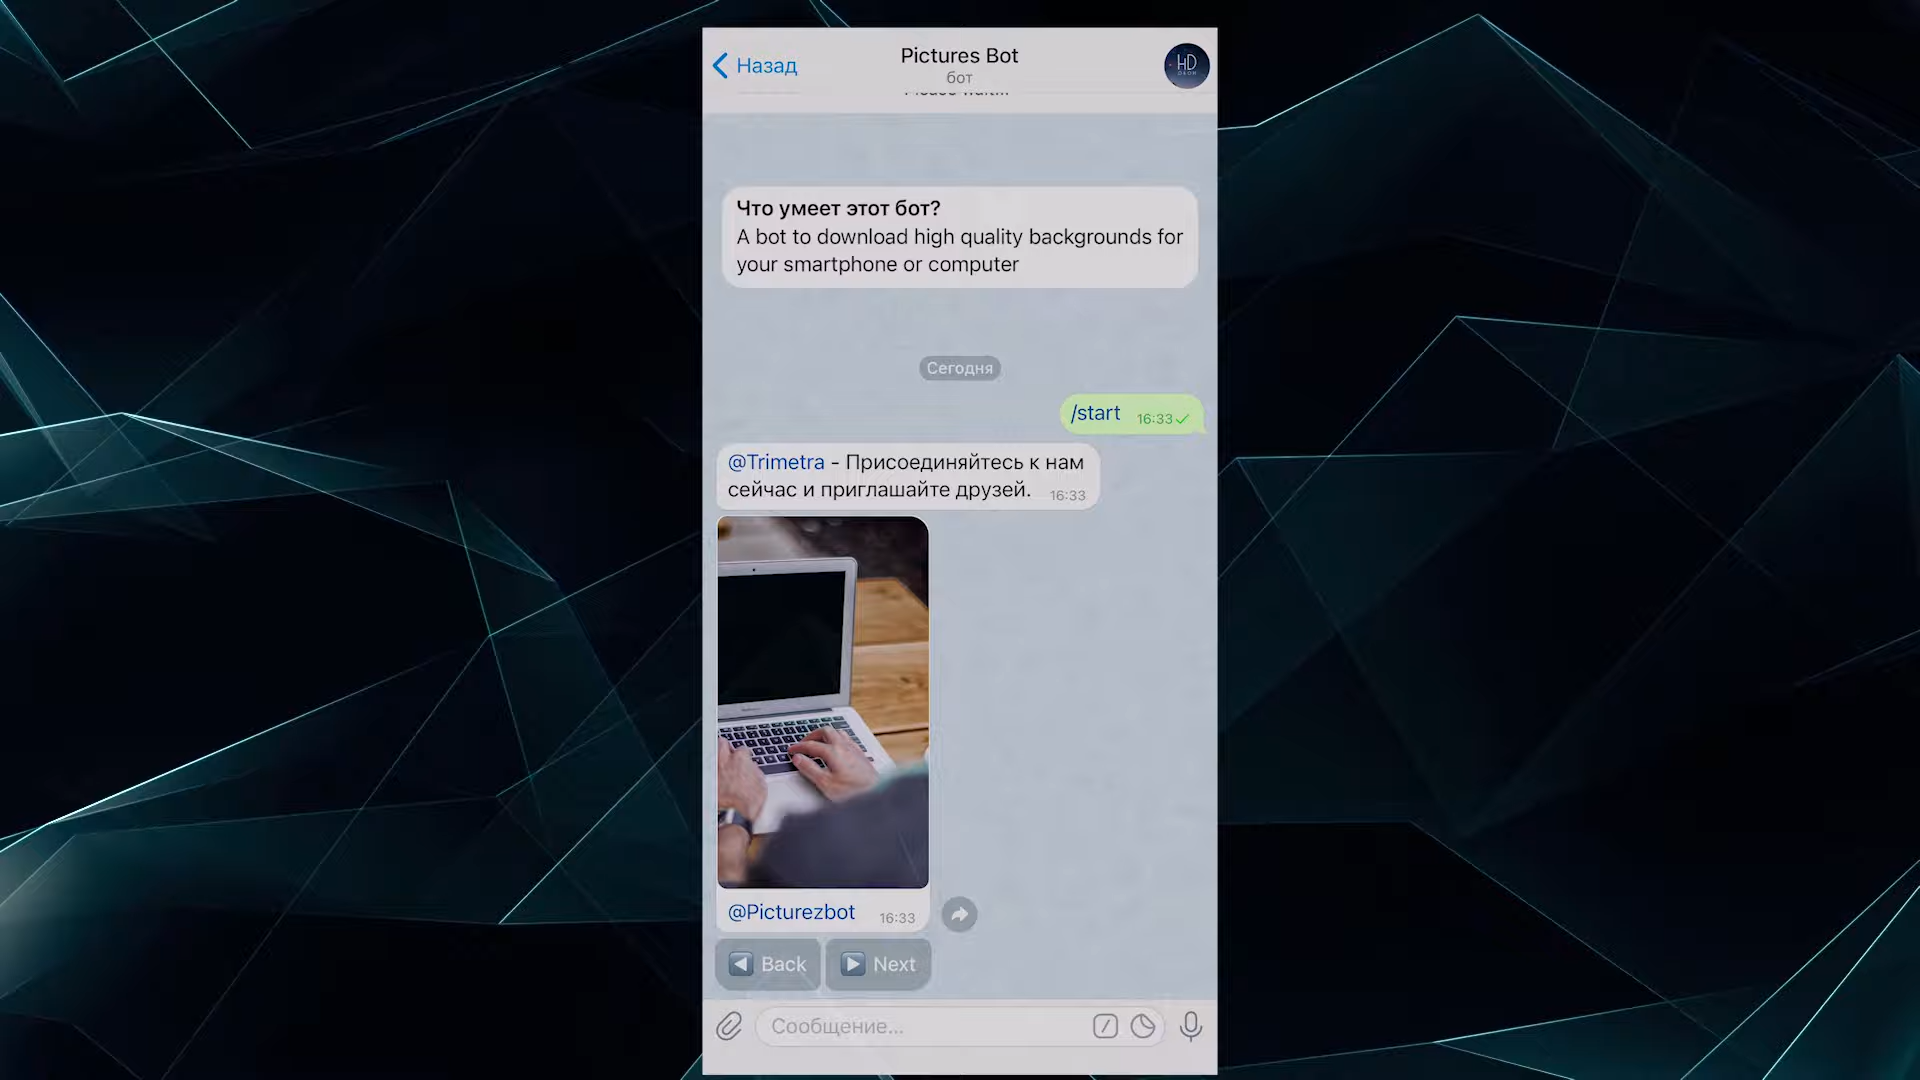 Назад
Pictures Bot
бот
HD
Что умеет этот бот?
A bot to download high quality backgrounds for
your smartphone or computer
Сегодня
/start 16:33
@Trimetra - Присоединяйтесь к нам
сейчас и приглашайте друзей. 16:33
@Picturezbot 16:33
Back
Next
Сообщение...